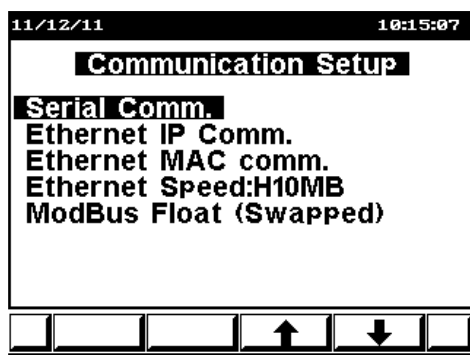 11/12/11 10:15:07
Communication Setup
Serial Comm.
Ethernet IP Comm.
Ethernet MAC comm.
Ethernet Speed:H10MB
ModBus Float (Swapped)